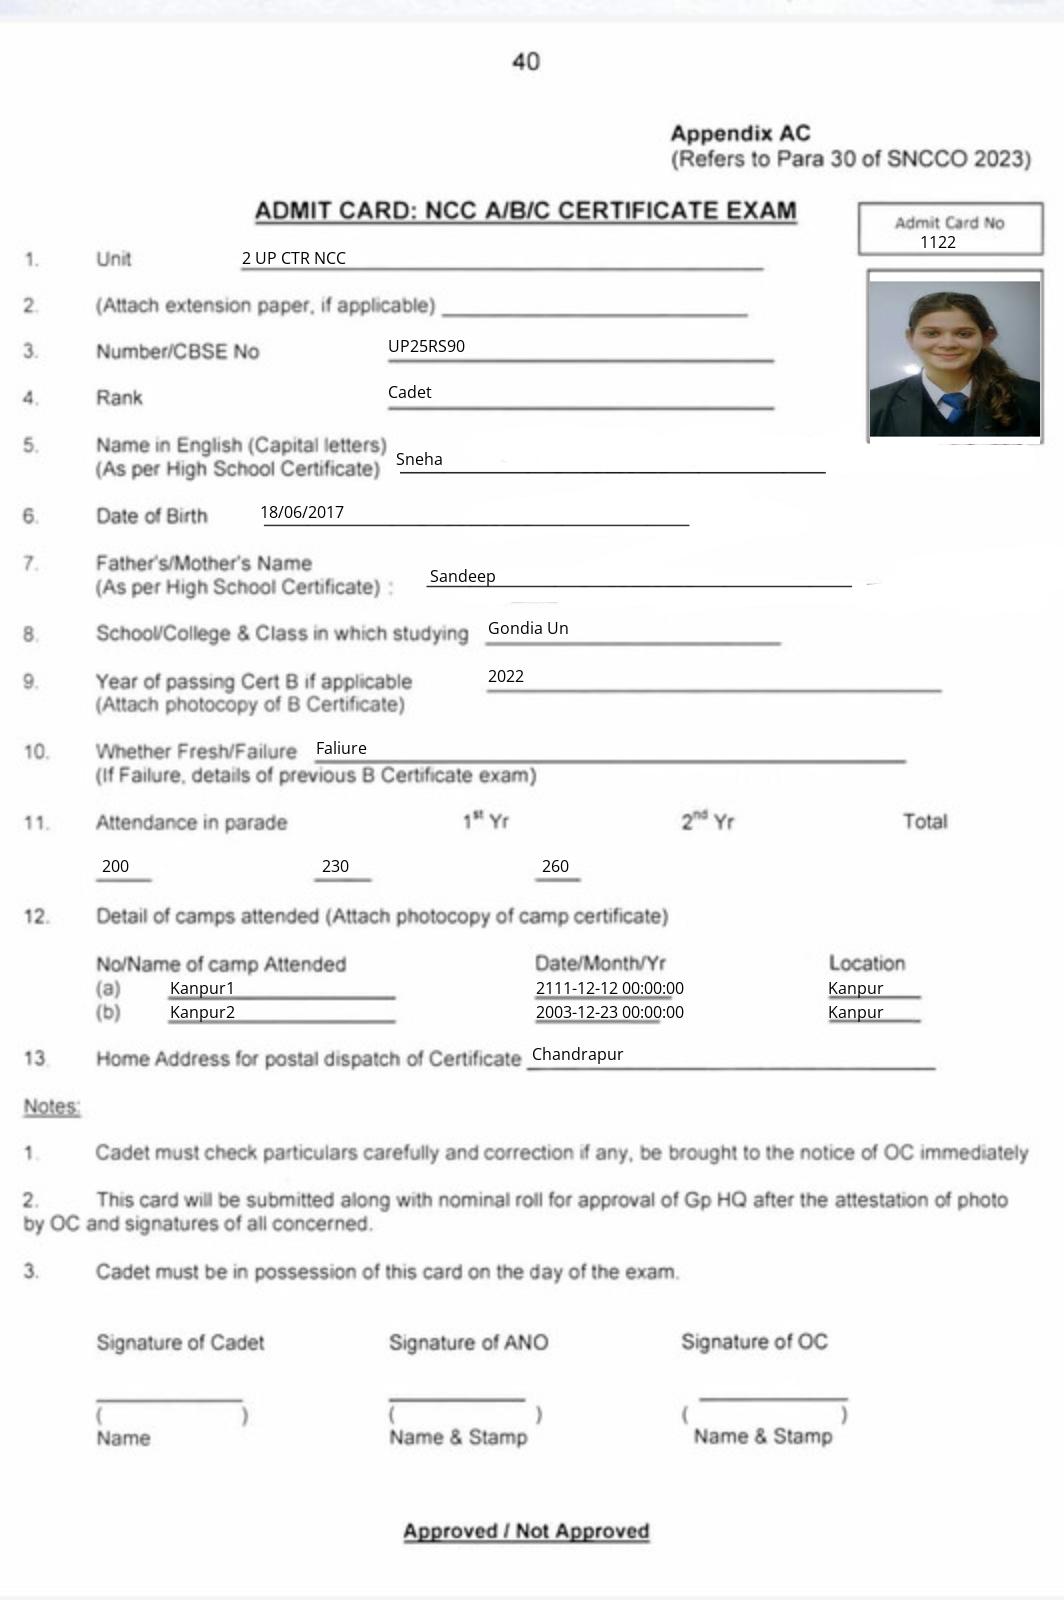 40
Appendix AC
(Refers to Para 30 of SNCCO 2023)
ADMIT CARD: NCC A/B/C CERTIFICATE EXAM
Admit Card No
1122
1. Unit 2 UP CTR NCC
2. (Attach extension paper, if applicable)
3. Number/CBSE No UP25RS90
4. Rank Cadet
5. Name in English (Capital letters)
(As per High School Certificate) Sneha
6. Date of Birth 18/06/2017
7. Father's/Mother's Name
(As per High School Certificate) : Sandeep
8. School/College & Class in which studying Gondia Un
9. Year of passing Cert B if applicable 2022
(Attach photocopy of B Certificate)
10. Whether Fresh/Failure Faliure
(If Failure, details of previous B Certificate exam)
11. Attendance in parade 1st Yr 2nd Yr Total
200 230 260
12. Detail of camps attended (Attach photocopy of camp certificate)
No/Name of camp Attended Date/Month/Yr Location
(a) Kanpur1 2111-12-12 00:00:00 Kanpur
(b) Kanpur2 2003-12-23 00:00:00 Kanpur
13. Home Address for postal dispatch of Certificate Chandrapur
Notes:
1. Cadet must check particulars carefully and correction if any, be brought to the notice of OC immediately
2. This card will be submitted along with nominal roll for approval of Gp HQ after the attestation of photo
by OC and signatures of all concerned.
3. Cadet must be in possession of this card on the day of the exam.
Signature of Cadet Signature of ANO Signature of OC
( ) ( ) ( )
Name Name & Stamp Name & Stamp
Approved / Not Approved